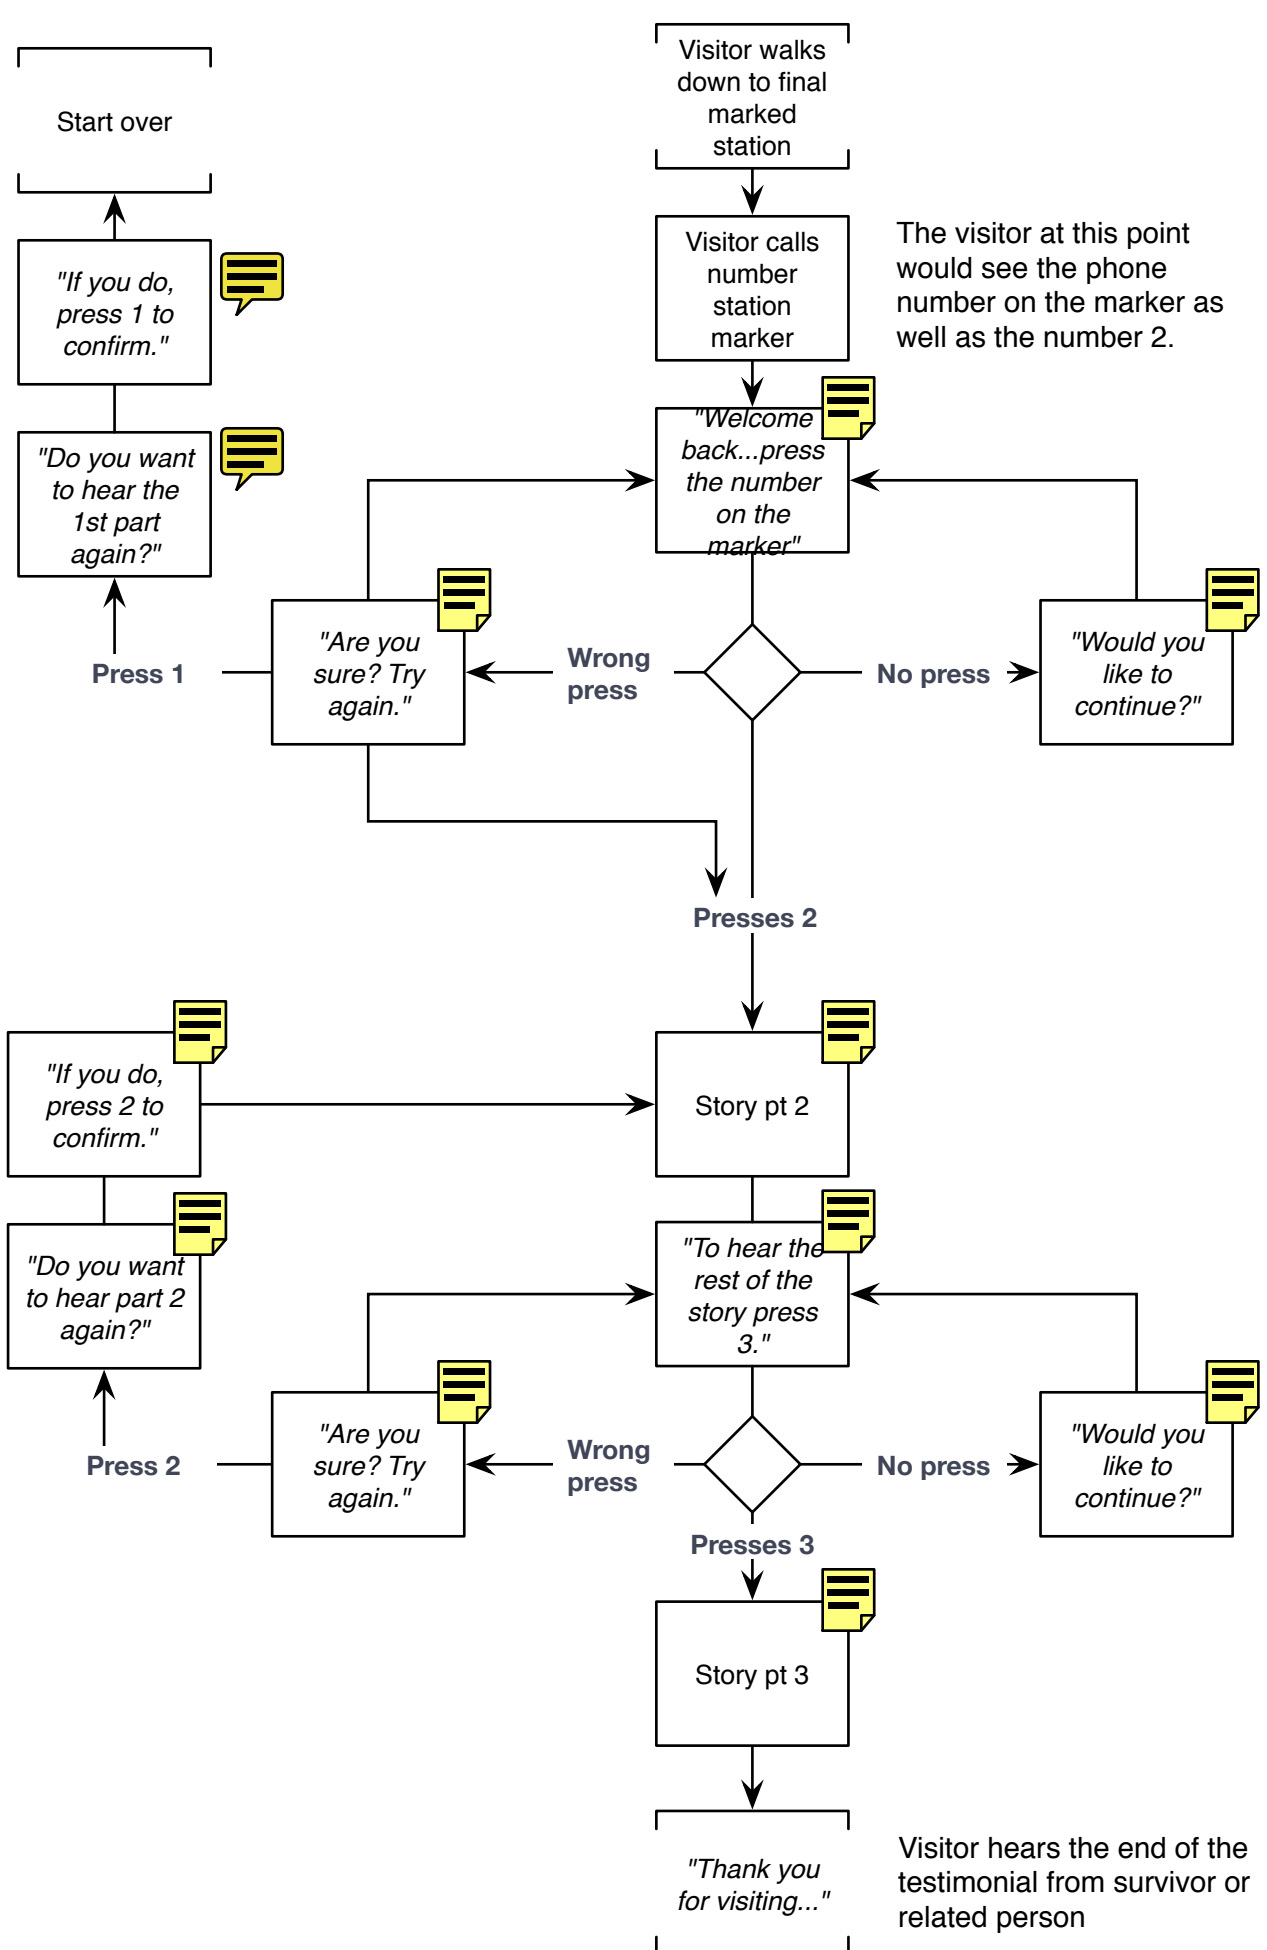 Visitor walks
down to final
marked
station
Start over
Visitor calls
number
station
marker
The visitor at this point
would see the phone
number on the marker as
well as the number 2.
"If you do,
press 1 to
confirm."
"Welcome
back...press
the number
on the
marker"
"Do you want
to hear the
1st part
again?"
"Are you
sure? Try
again."
Press 1
Wrong
press
No press
"Would you
like to
continue?"
Presses 2
"If you do,
press 2 to
confirm."
Story pt 2
"Do you want
to hear part 2
again?"
"To hear the
rest of the
story press
3."
"Are you
sure? Try
again."
Press 2
Wrong
press
No press
"Would you
like to
continue?"
Presses 3
Story pt 3
"Thank you
for visiting..."
Visitor hears the end of the
testimonial from survivor or
related person